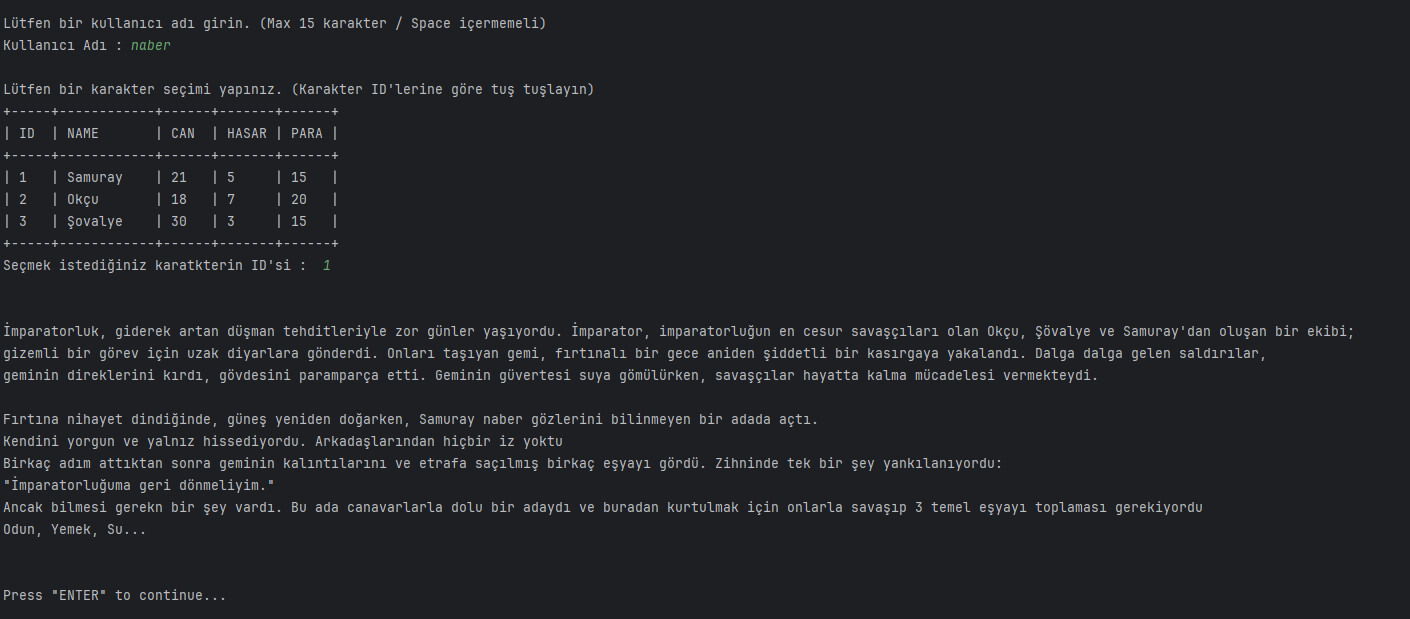 Lütfen bir kullanıcı adı girin. (Max 15 karakter / Space içermemeli)
Kullanıcı Adı : naber
Lütfen bir karakter seçimi yapınız. (Karakter ID'lerine göre tuş tuşlayın)
+-----+------------+------+-------+------+
| ID  | NAME       | CAN  | HASAR | PARA |
+-----+------------+------+-------+------+
| 1   | Samuray    | 21   | 5     | 15   |
| 2   | Okçu       | 18   | 7     | 20   |
| 3   | Şovalye    | 30   | 3     | 15   |
+-----+------------+------+-------+------+
Seçmek istediğiniz karatkterin ID'si :  1
İmparatorluk, giderek artan düşman tehditleriyle zor günler yaşıyordu. İmparator, imparatorluğun en cesur savaşçıları olan Okçu, Şövalye ve Samuray'dan oluşan bir ekibi;
gizemli bir görev için uzak diyarlara gönderdi. Onları taşıyan gemi, fırtınalı bir gece aniden şiddetli bir kasırgaya yakalandı. Dalga dalga gelen saldırılar,
geminin direklerini kırdı, gövdesini paramparça etti. Geminin güvertesi suya gömülürken, savaşçılar hayatta kalma mücadelesi vermekteydi.
Fırtına nihayet dindiğinde, güneş yeniden doğarken, Samuray naber gözlerini bilinmeyen bir adada açtı.
Kendini yorgun ve yalnız hissediyordu. Arkadaşlarından hiçbir iz yoktu
Birkaç adım attıktan sonra geminin kalıntılarını ve etrafa saçılmış birkaç eşyayı gördü. Zihninde tek bir şey yankılanıyordu:
"İmparatorluğuma geri dönmeliyim."
Ancak bilmesi gerekn bir şey vardı. Bu ada canavarlarla dolu bir adaydı ve buradan kurtulmak için onlarla savaşıp 3 temel eşyayı toplaması gerekiyordu
Odun, Yemek, Su...
Press "ENTER" to continue...